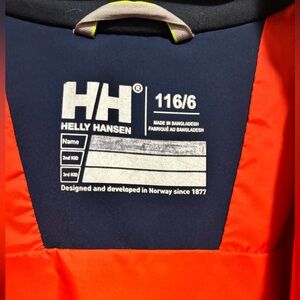 HH®
116/6
HELLY HANSEN
MADE IN BANGLADESH
FABRIQUÉ AU BANGLADESH
Name
2nd KID
3rd KID
Designed and developed in Norway since 1877